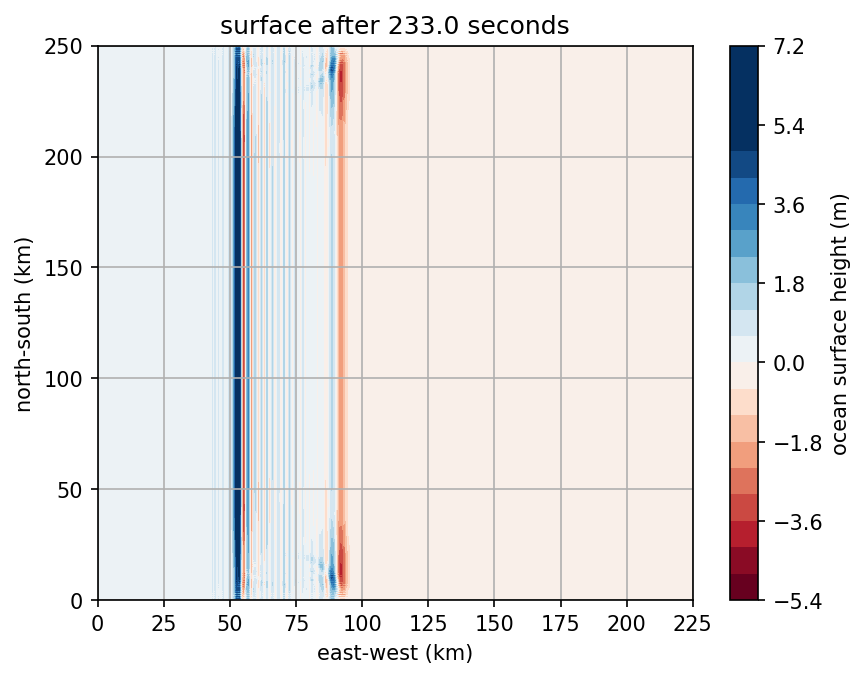 surface after 233.0 seconds
250
200
150
100
50
0
north-south (km)
0 25 50 75 100 125 150 175 200 225
east-west (km)
7.2
5.4
3.6
1.8
0.0
−1.8
−3.6
−5.4
ocean surface height (m)